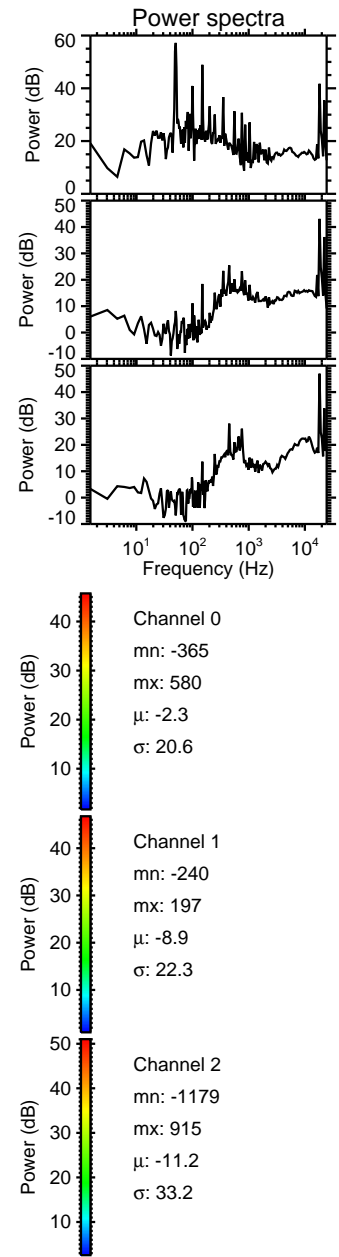 Power spectra
60
40
20
0
Power (dB)
50
40
30
20
10
0
-10
Power (dB)
50
40
30
20
10
0
-10
Power (dB)
10¹ 10² 10³ 10⁴
Frequency (Hz)
40
30
20
10
Power (dB)
Channel 0
mn: -365
mx: 580
μ: -2.3
σ: 20.6
40
30
20
10
Power (dB)
Channel 1
mn: -240
mx: 197
μ: -8.9
σ: 22.3
50
40
30
20
10
Power (dB)
Channel 2
mn: -1179
mx: 915
μ: -11.2
σ: 33.2